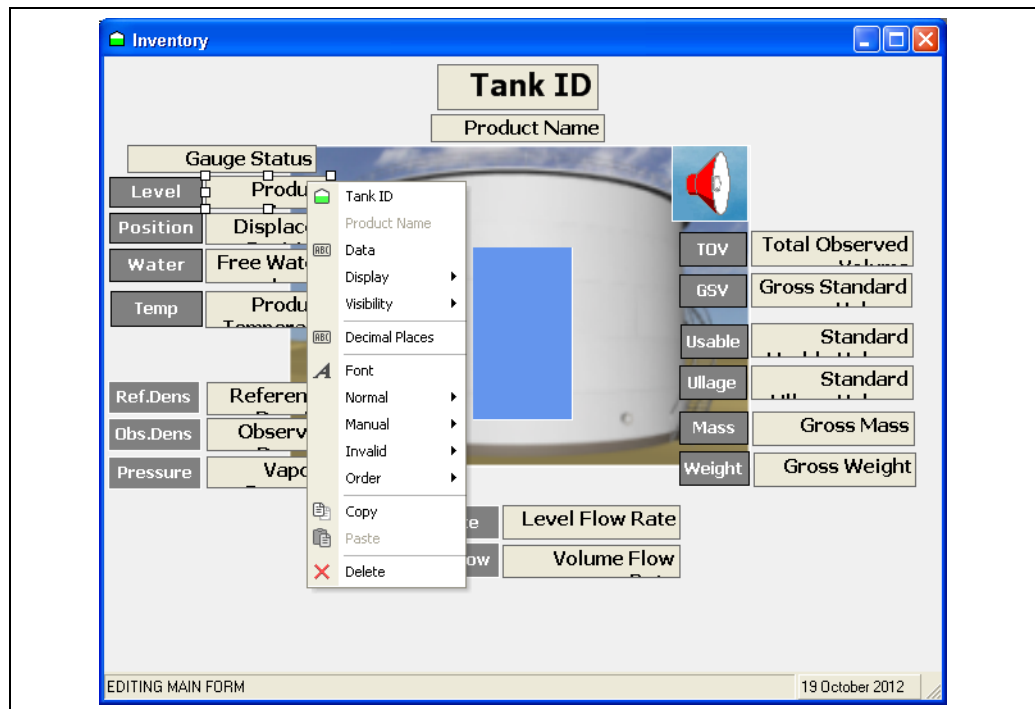 Inventory
Tank ID
Product Name
Gauge Status
Level
Produ
Position
Displac
Water
Free Wat
Temp
Produ
Ref.Dens
Referen
Obs.Dens
Observ
Pressure
Vapo
Tank ID
Product Name
Data
Display
Visibility
Decimal Places
Font
Normal
Manual
Invalid
Order
Copy
Paste
Delete
TOV
Total Observed
GSV
Gross Standard
Usable
Standard
Ullage
Standard
Mass
Gross Mass
Weight
Gross Weight
Level Flow Rate
ow
Volume Flow
EDITING MAIN FORM
19 October 2012